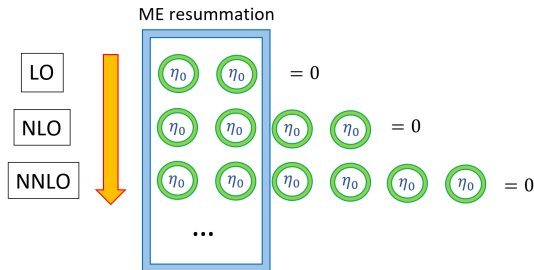 ME resummation
LO η₀ η₀ = 0
NLO η₀ η₀ η₀ η₀ = 0
NNLO η₀ η₀ η₀ η₀ η₀ η₀ = 0
...